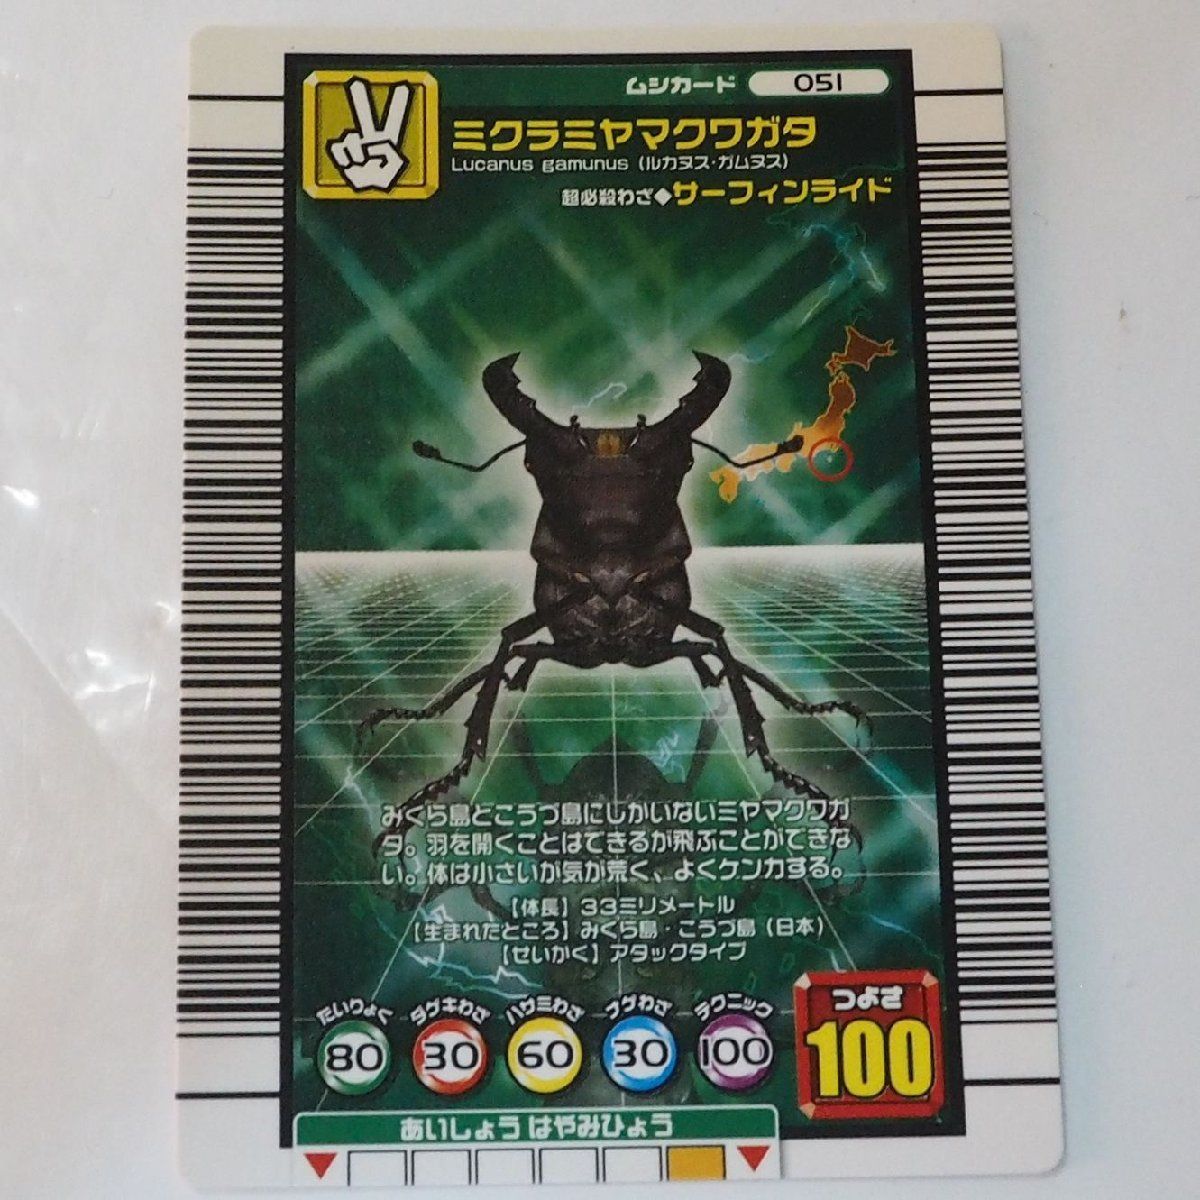 ムシカード 051
ミクラミヤマクワガタ
Lucanus gamunus (ルカヌス・ガムヌス)
超必殺わざ◆サーフィンライド
みくら島とこうづ島にしかいないミヤマクワガ
タ。羽を開くことはできるが飛ぶことができな
い。体は小さいが気が荒く、よくケンカする。
【体長】33ミリメートル
【生まれたところ】みくら島・こうづ島(日本)
【せいかく】アタックタイプ
たいりょく ダゲキわざ ハサミわざ ナゲわざ テクニック
80 30 60 30 100
つよさ
100
あいしょう はやみひょう